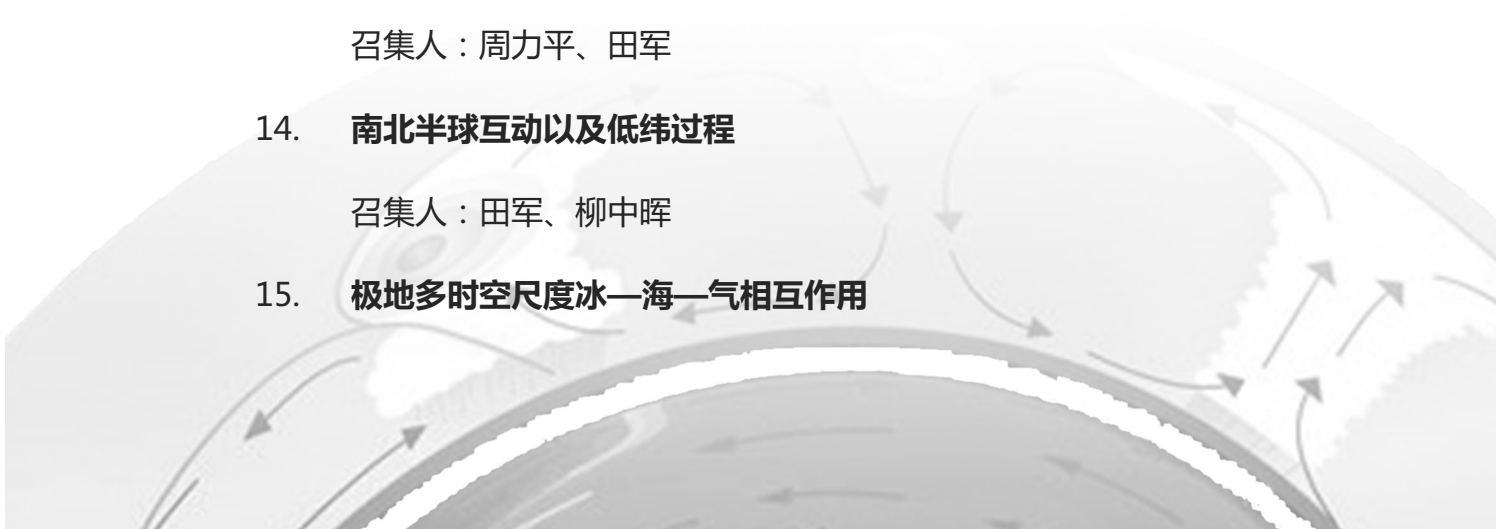 召集人：周力平、田军
14. 南北半球互动以及低纬过程
召集人：田军、柳中晖
15. 极地多时空尺度冰—海—气相互作用